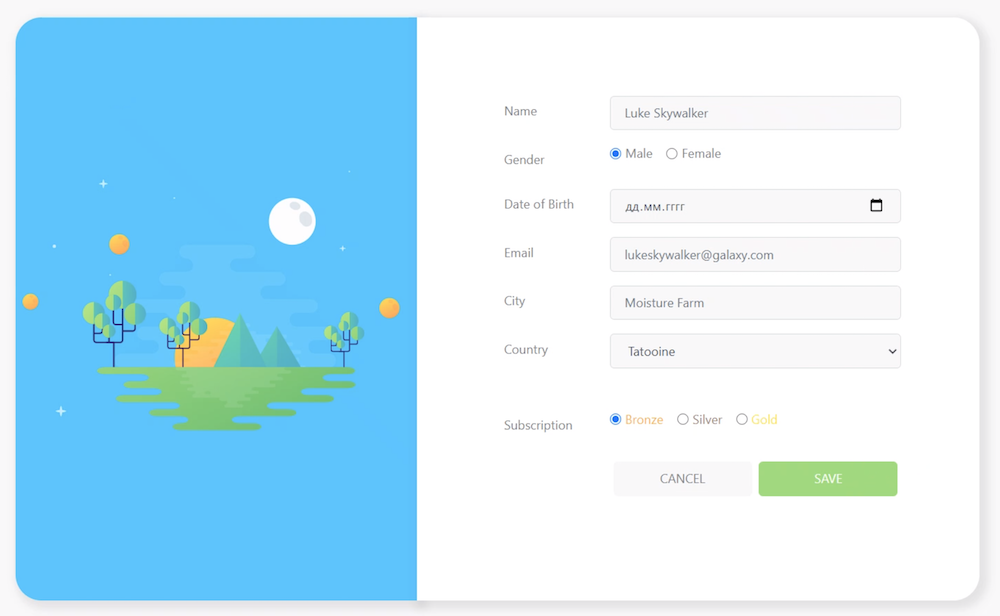 Name
Luke Skywalker
Gender
Male Female
Date of Birth
дд.мм.гггг
Email
lukeskywalker@galaxy.com
City
Moisture Farm
Country
Tatooine
Subscription
Bronze Silver Gold
CANCEL SAVE